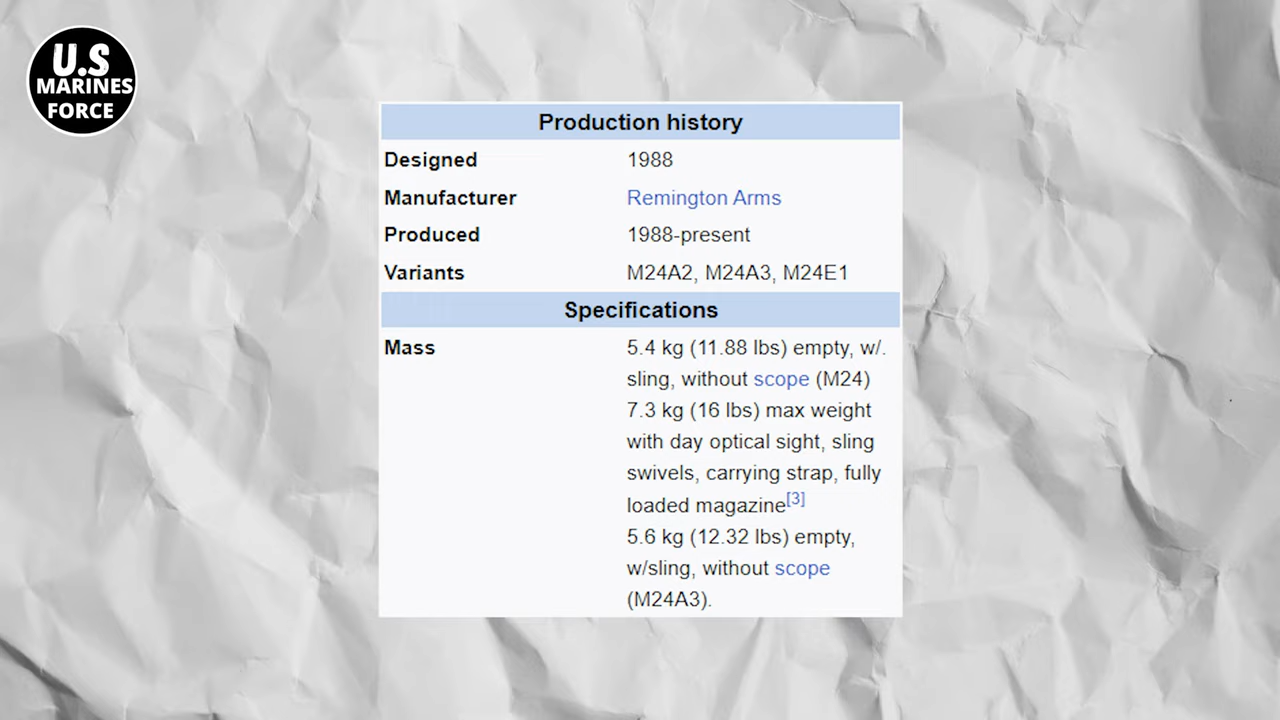 U.S
MARINES
FORCE
Production history
Designed 1988
Manufacturer Remington Arms
Produced 1988-present
Variants M24A2, M24A3, M24E1
Specifications
Mass 5.4 kg (11.88 lbs) empty, w/.
sling, without scope (M24)
7.3 kg (16 lbs) max weight
with day optical sight, sling
swivels, carrying strap, fully
loaded magazine[3]
5.6 kg (12.32 lbs) empty,
w/sling, without scope
(M24A3).